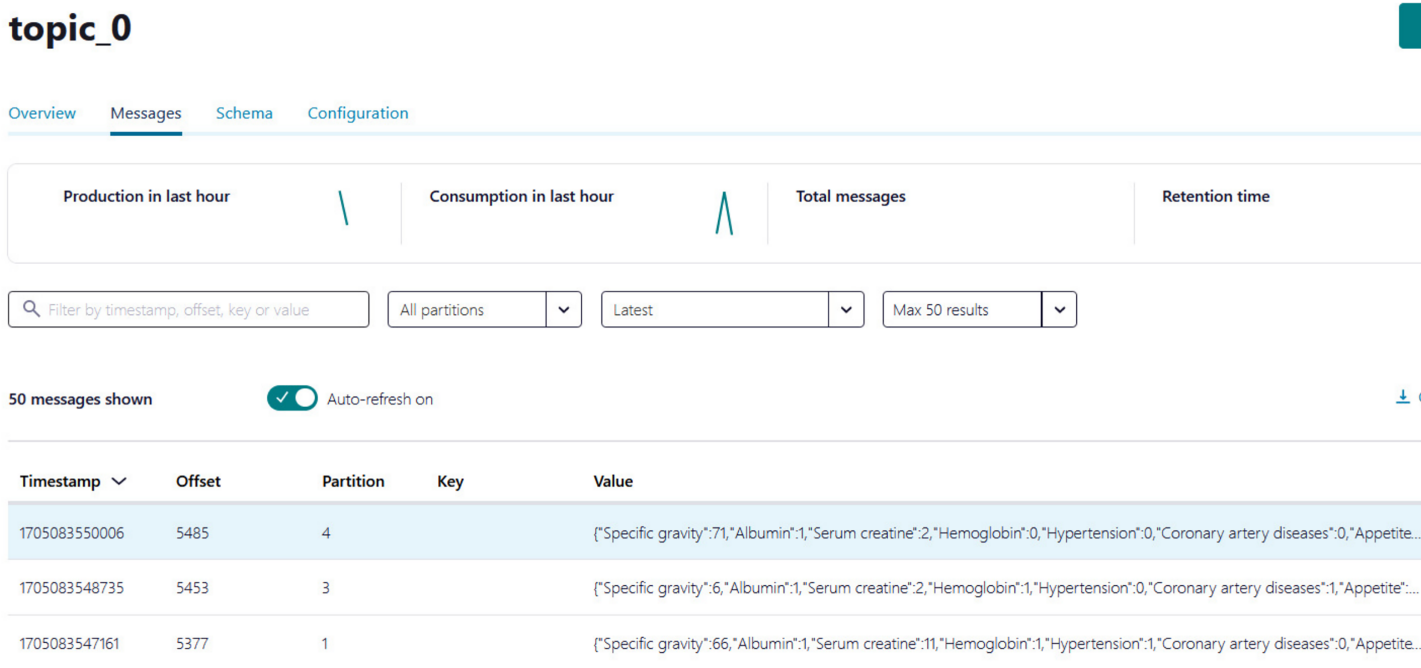 topic_0
Overview Messages Schema Configuration
Production in last hour Consumption in last hour Total messages Retention time
Filter by timestamp, offset, key or value All partitions Latest Max 50 results
50 messages shown Auto-refresh on
Timestamp Offset Partition Key Value
1705083550006 5485 4 {"Specific gravity":71,"Albumin":1,"Serum creatine":2,"Hemoglobin":0,"Hypertension":0,"Coronary artery diseases":0,"Appetite...
1705083548735 5453 3 {"Specific gravity":6,"Albumin":1,"Serum creatine":2,"Hemoglobin":1,"Hypertension":0,"Coronary artery diseases":1,"Appetite":...
1705083547161 5377 1 {"Specific gravity":66,"Albumin":1,"Serum creatine":11,"Hemoglobin":1,"Hypertension":1,"Coronary artery diseases":0,"Appetite...